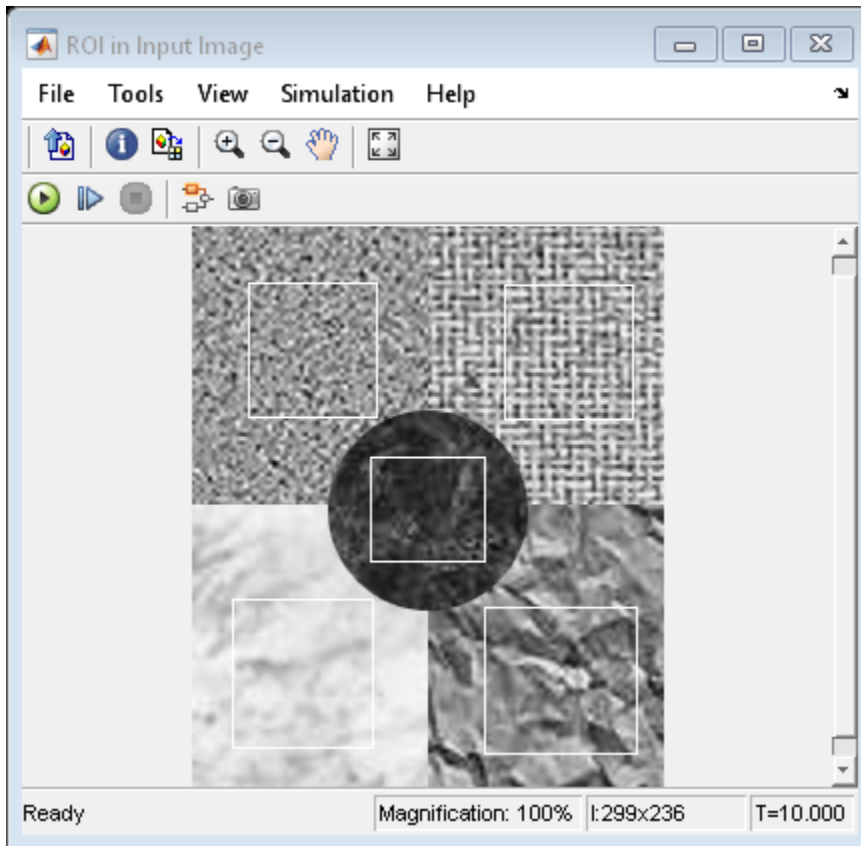 ROI in Input Image
File Tools View Simulation Help
Ready Magnification: 100% I:299x236 T=10.000